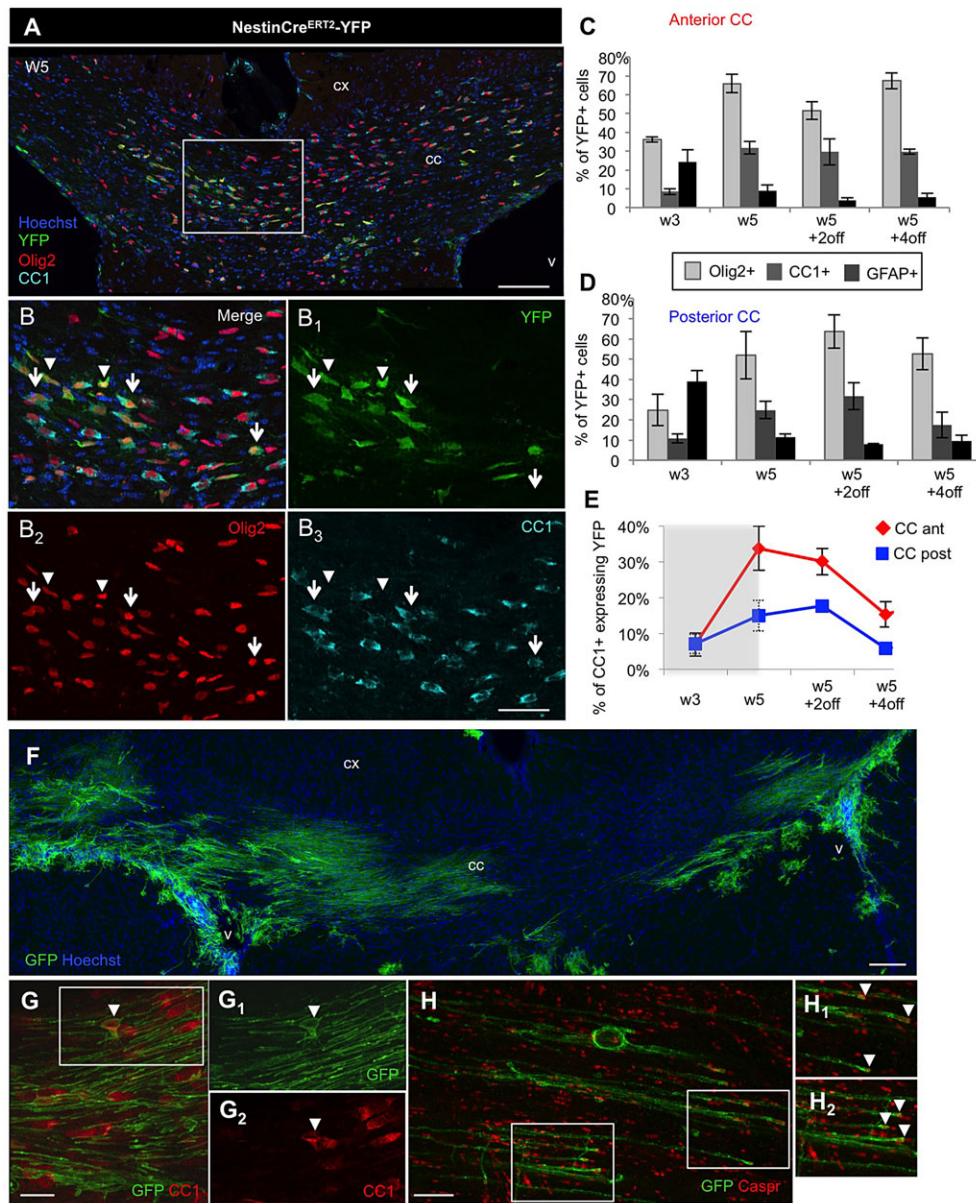 A
NestinCreERT2-YFP
W5
cx
cc
v
Hoechst
YFP
Olig2
CC1
B
Merge
B1
YFP
B2
Olig2
B3
CC1
C
Anterior CC
% of YFP+ cells
80%
70
60
50
40
30
20
10
0
w3
w5
w5
+2off
w5
+4off
Olig2+
CC1+
GFAP+
D
Posterior CC
% of YFP+ cells
80%
70
60
50
40
30
20
10
0
w3
w5
w5
+2off
w5
+4off
E
% of CC1+ expressing YFP
40%
30%
20%
10%
0%
CC ant
CC post
w3
w5
w5
+2off
w5
+4off
F
cx
cc
v
v
GFP Hoechst
G
GFP CC1
G1
GFP
G2
CC1
H
GFP Caspr
H1
H2